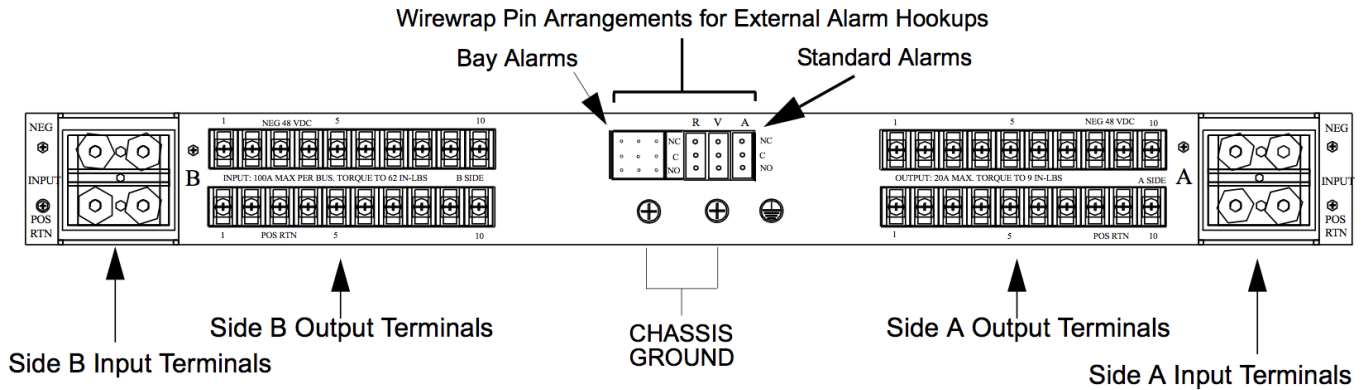 Wirewrap Pin Arrangements for External Alarm Hookups
Bay Alarms
Standard Alarms
NEG
INPUT
POS
RTN
B
1 NEG 48 VDC 5 10
INPUT: 100A MAX PER BUS. TORQUE TO 62 IN-LBS B SIDE
1 POS RTN 5 10
R V A
NC NC
C C
NO NO
1 5 NEG 48 VDC 10
OUTPUT: 20A MAX. TORQUE TO 9 IN-LBS A SIDE
1 5 POS RTN 10
A
NEG
INPUT
POS
RTN
Side B Input Terminals
Side B Output Terminals
CHASSIS
GROUND
Side A Output Terminals
Side A Input Terminals